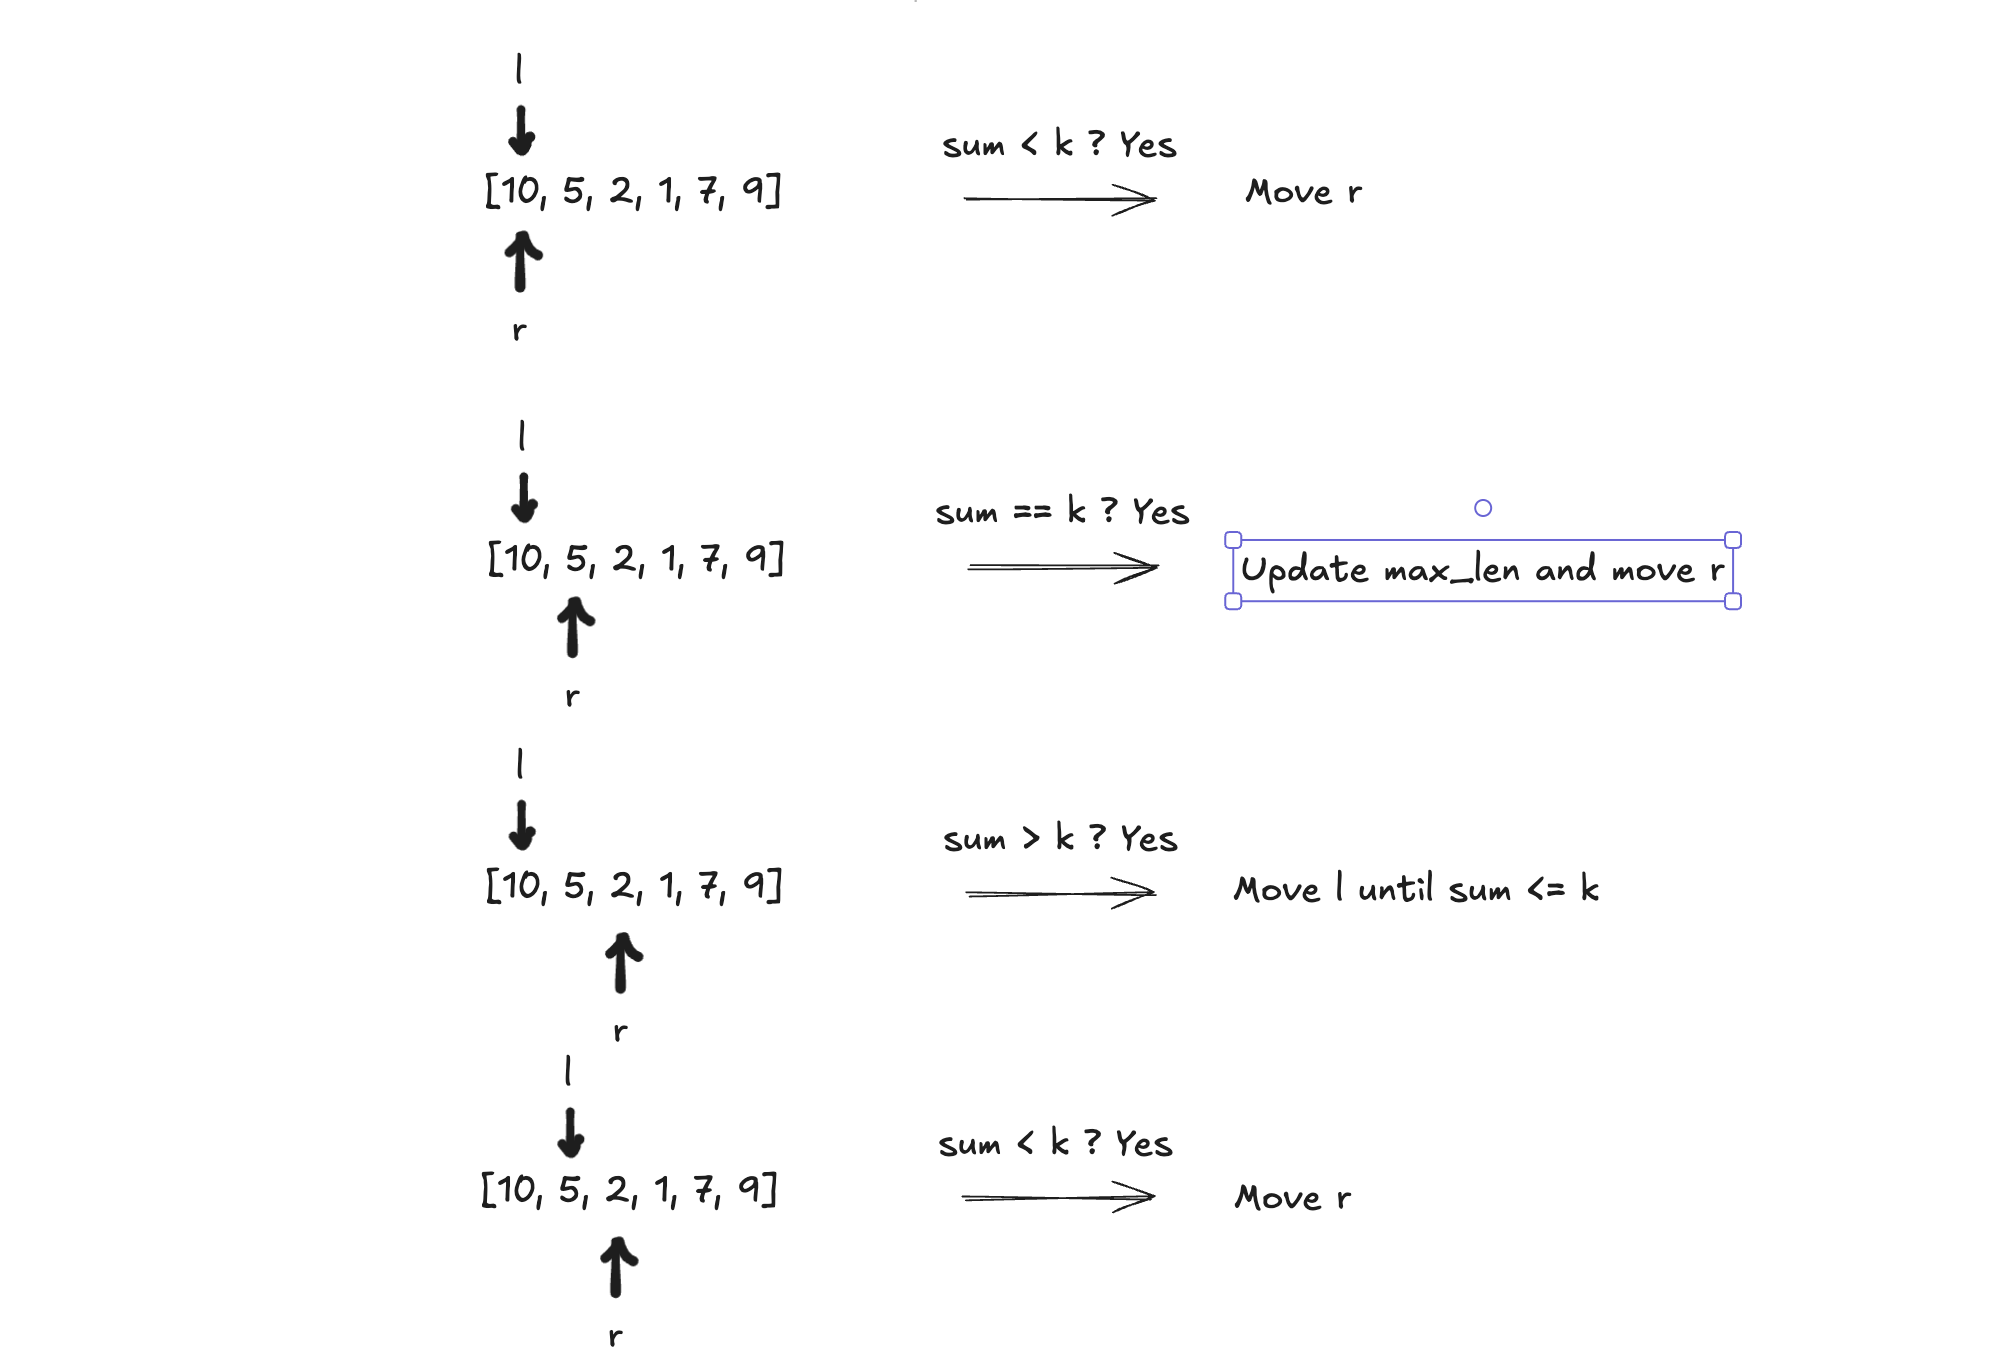 l
sum < k ? Yes
[10, 5, 2, 1, 7, 9]
Move r
r
l
sum == k ? Yes
[10, 5, 2, 1, 7, 9]
Update max_len and move r
r
l
sum > k ? Yes
[10, 5, 2, 1, 7, 9]
Move l until sum <= k
r
l
sum < k ? Yes
[10, 5, 2, 1, 7, 9]
Move r
r